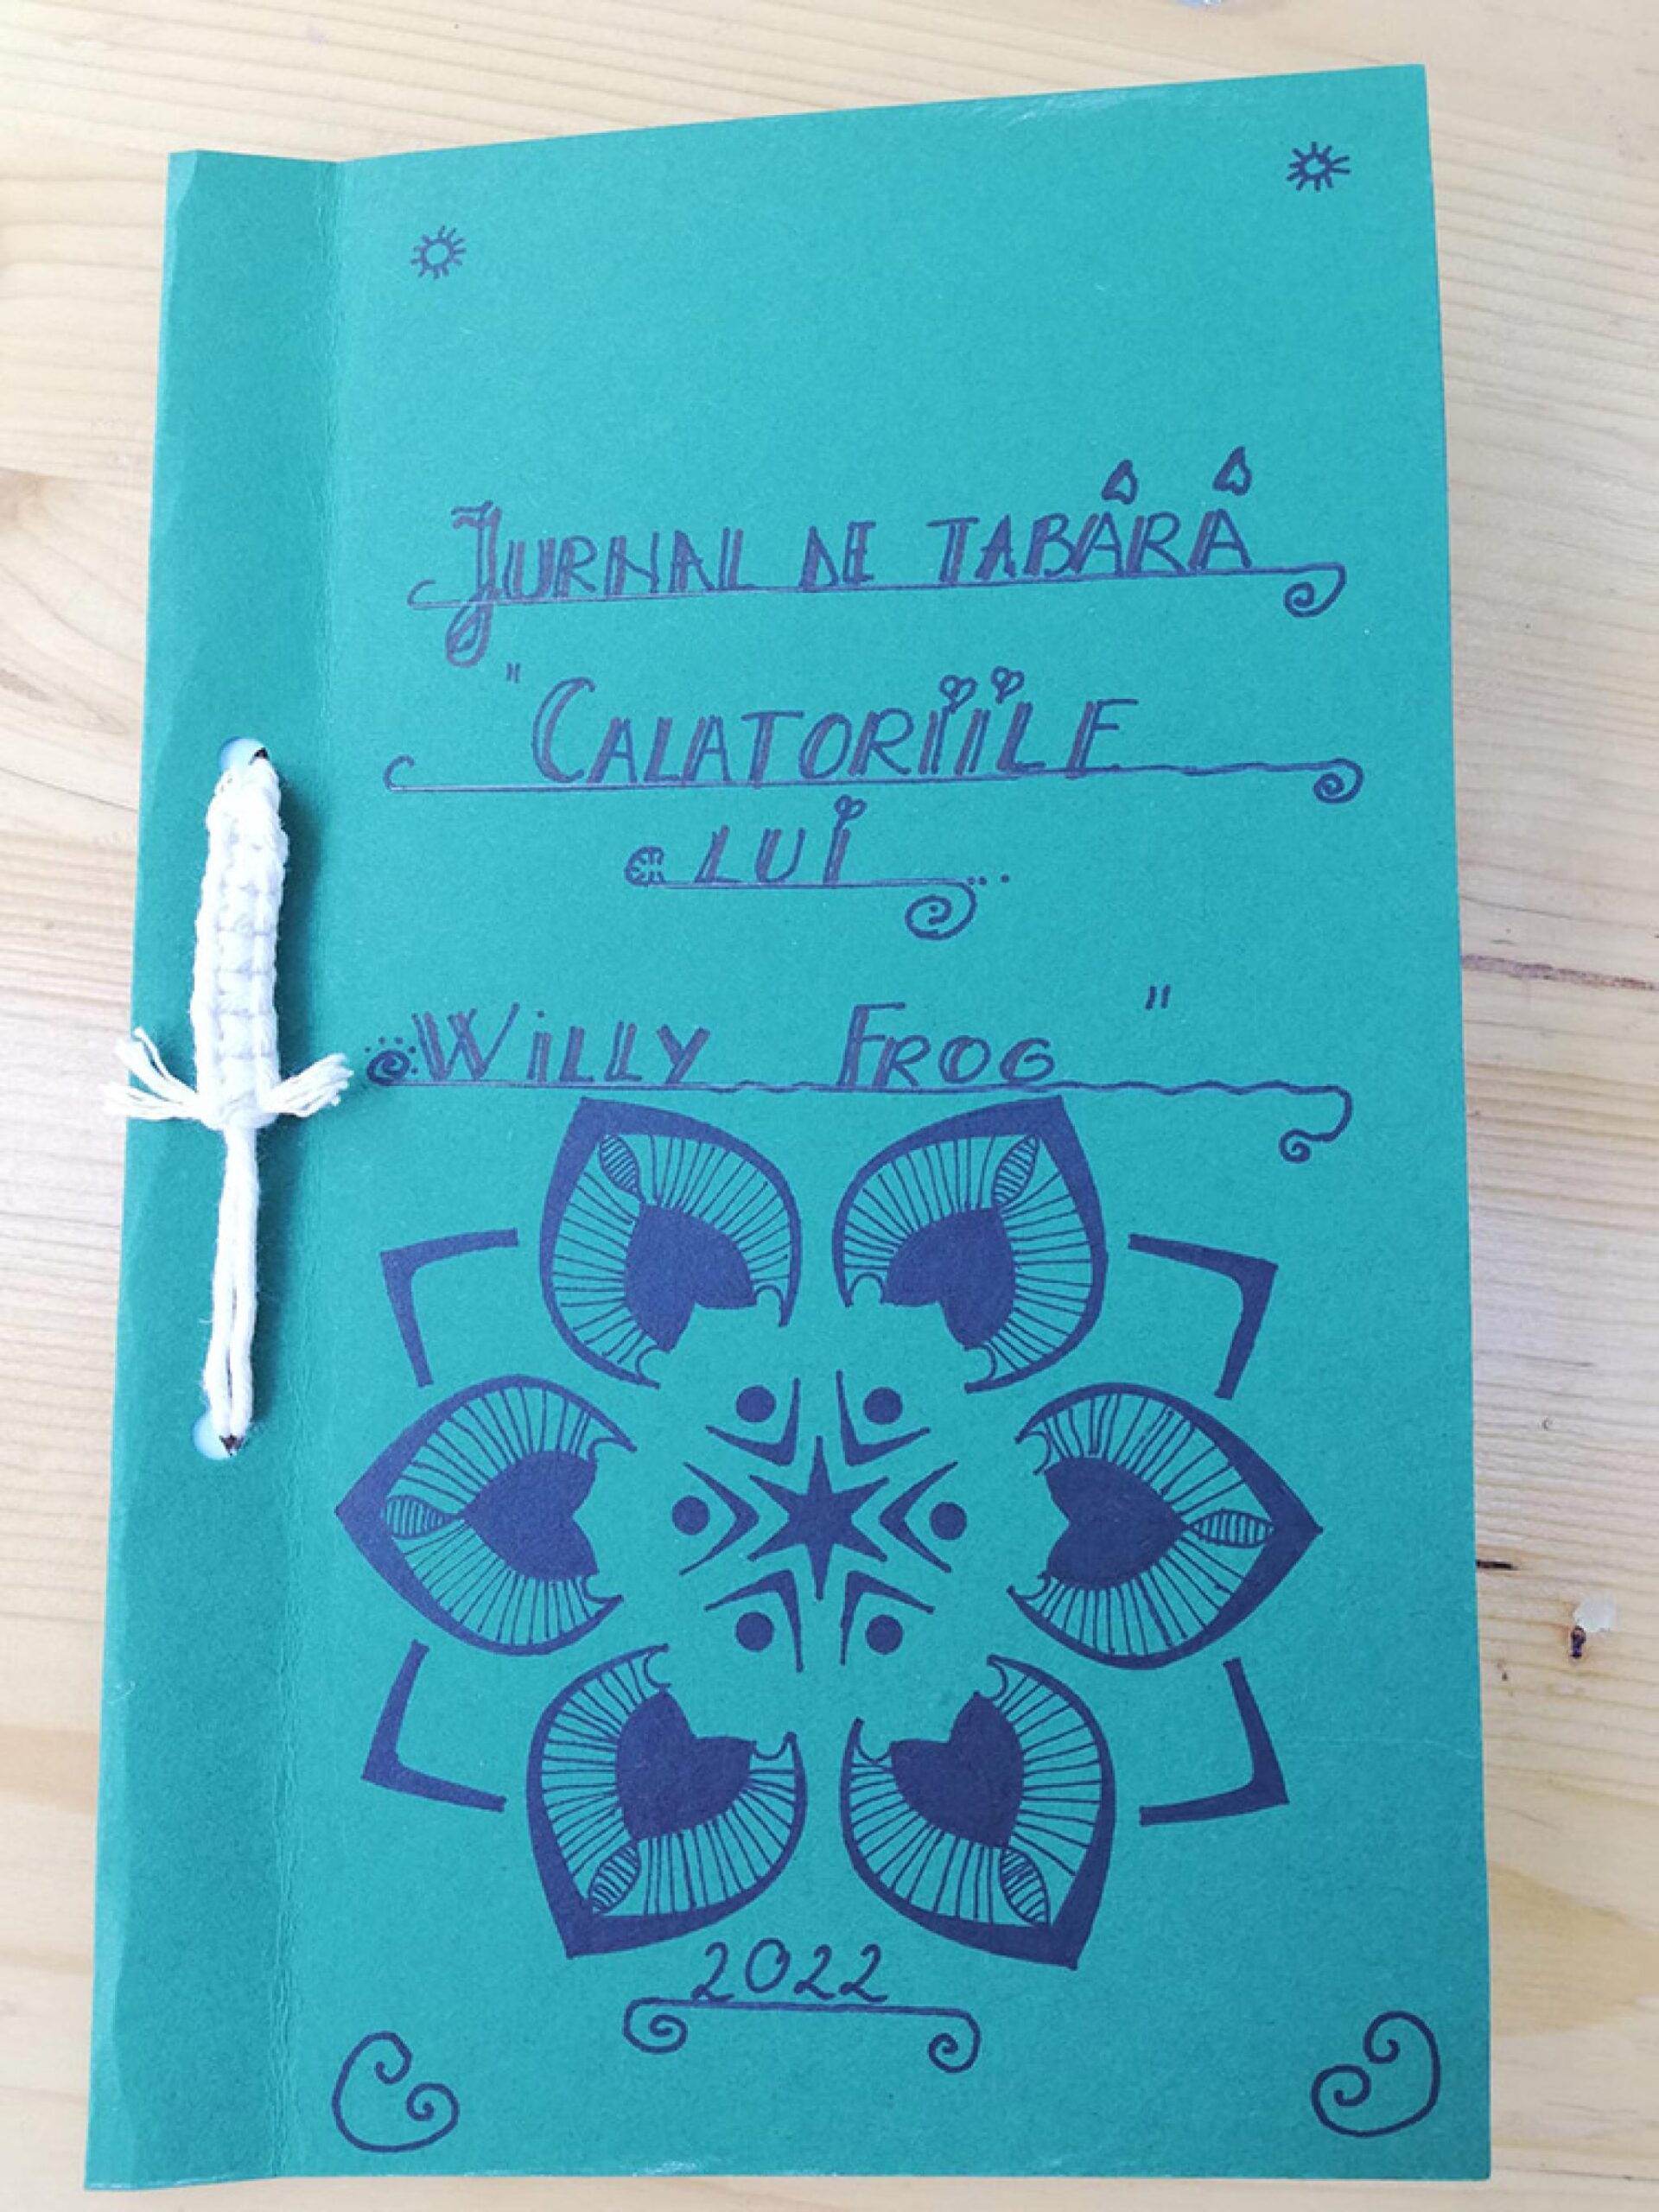 JURNAL DE TABĂRĂ
"CALATORIILE
LUI
WILLY FROG"
2022